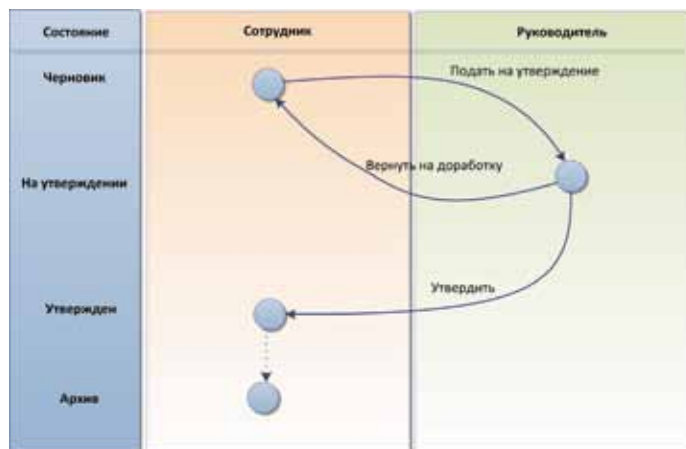 Состояние
Сотрудник
Руководитель
Черновик
Подать на утверждение
Вернуть на доработку
На утверждении
Утвердить
Утвержден
Архив